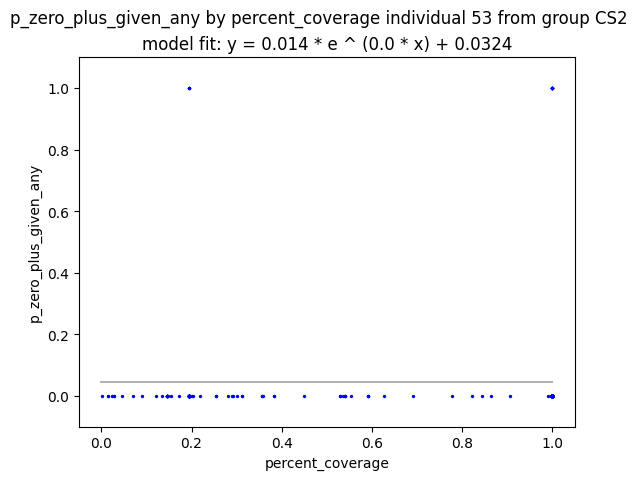 p_zero_plus_given_any by percent_coverage individual 53 from group CS2
model fit: y = 0.014 * e ^ (0.0 * x) + 0.0324
1.0
0.8
0.6
0.4
0.2
0.0
p_zero_plus_given_any
0.0 0.2 0.4 0.6 0.8 1.0
percent_coverage